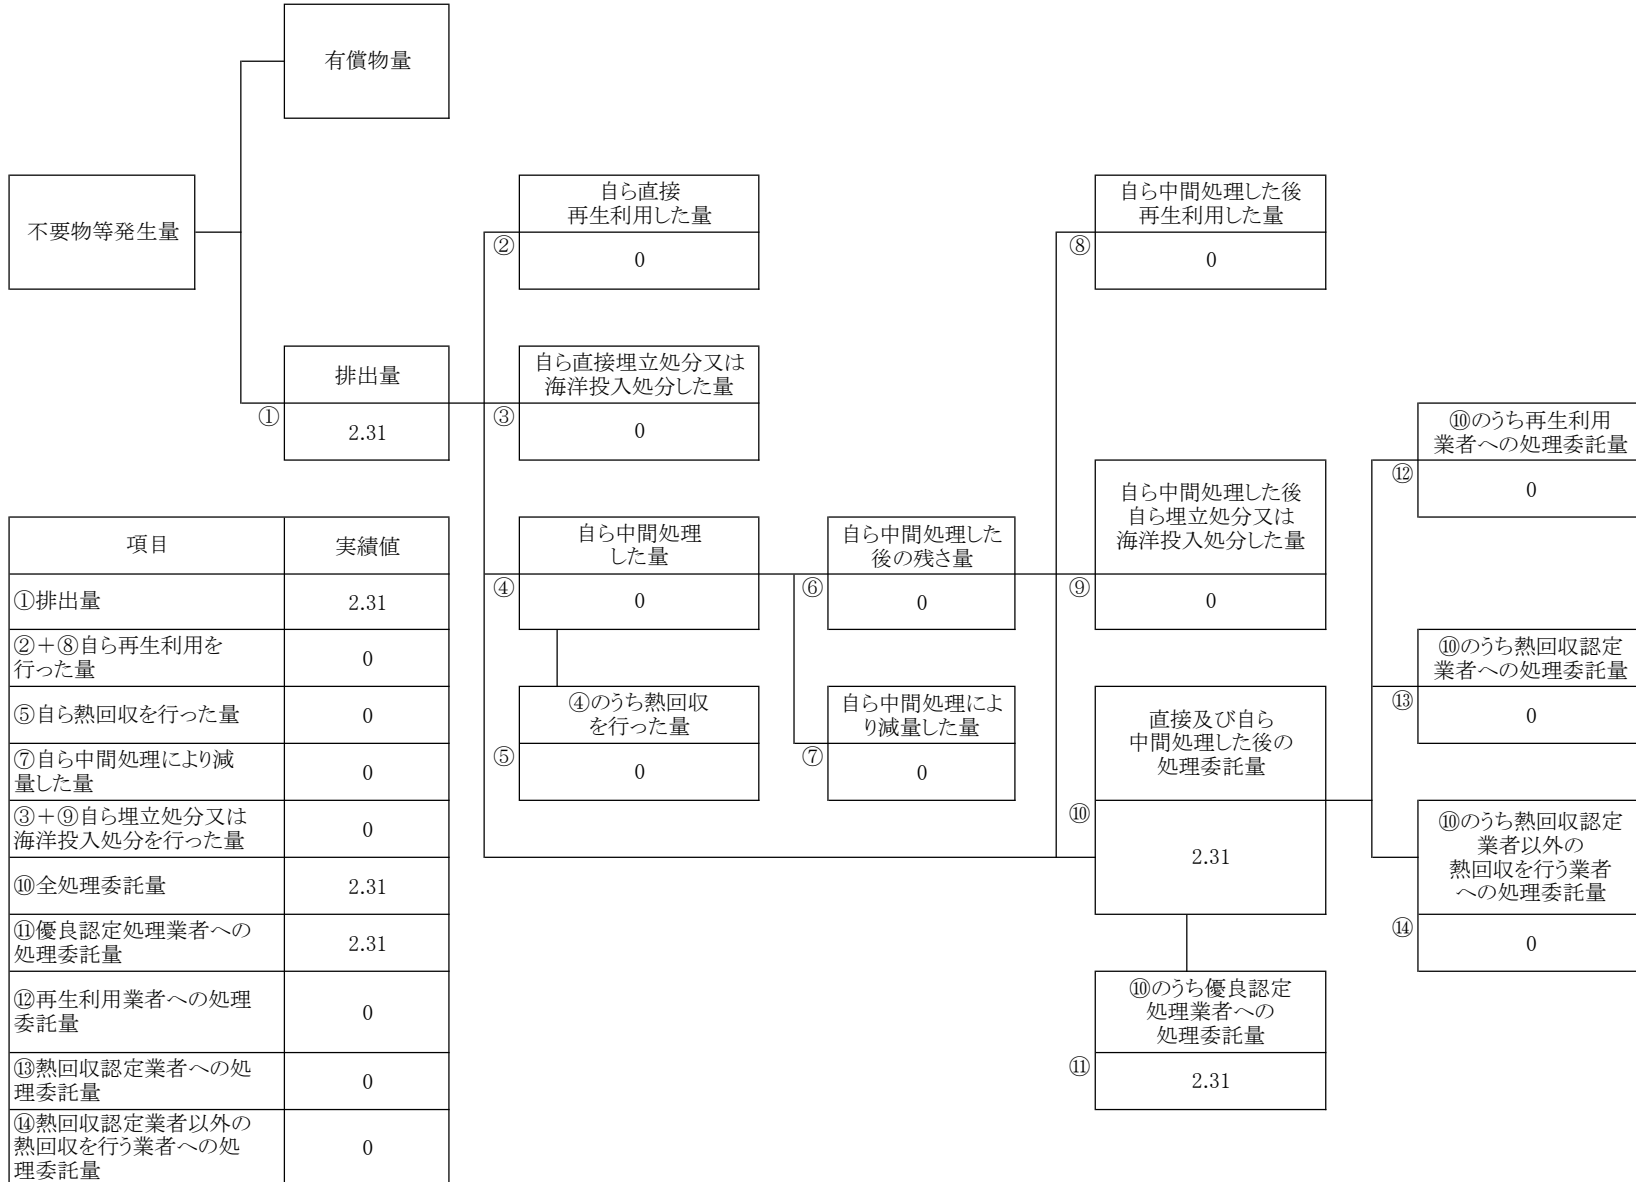 有償物量
不要物等発生量
自ら直接
再生利用した量
②
0
自ら中間処理した後
再生利用した量
⑧
0
排出量
①
2.31
自ら直接埋立処分又は
海洋投入処分した量
③
0
⑩のうち再生利用
業者への処理委託量
⑫
0
自ら中間処理
した量
④
0
自ら中間処理した
後の残さ量
⑥
0
自ら中間処理した後
自ら埋立処分又は
海洋投入処分した量
⑨
0
⑩のうち熱回収認定
業者への処理委託量
⑬
0
④のうち熱回収
を行った量
⑤
0
自ら中間処理によ
り減量した量
⑦
0
直接及び自ら
中間処理した後の
処理委託量
⑩
2.31
⑩のうち熱回収認定
業者以外の
熱回収を行う業者
への処理委託量
⑭
0
⑩のうち優良認定
処理業者への
処理委託量
⑪
2.31
項目 実績値
①排出量 2.31
②+⑧自ら再生利用を
行った量 0
⑤自ら熱回収を行った量 0
⑦自ら中間処理により減
量した量 0
③+⑨自ら埋立処分又は
海洋投入処分を行った量 0
⑩全処理委託量 2.31
⑪優良認定処理業者への
処理委託量 2.31
⑫再生利用業者への処理
委託量 0
⑬熱回収認定業者への処
理委託量 0
⑭熱回収認定業者以外の
熱回収を行う業者への処
理委託量 0